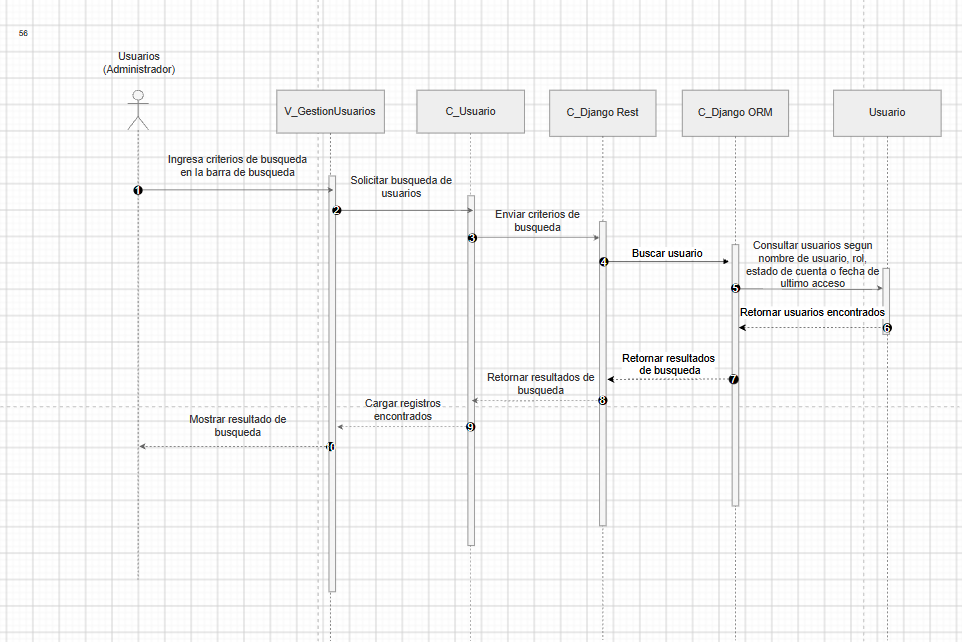 56
Usuarios
(Administrador)
V_GestionUsuarios
C_Usuario
C_Django Rest
C_Django ORM
Usuario
Ingresa criterios de busqueda
en la barra de busqueda
1
Solicitar busqueda de
usuarios
2
Enviar criterios de
busqueda
3
Buscar usuario
4
Consultar usuarios segun
nombre de usuario, rol,
estado de cuenta o fecha de
ultimo acceso
5
Retornar usuarios encontrados
6
Retornar resultados
de busqueda
7
Retornar resultados de
busqueda
8
Cargar registros
encontrados
9
Mostrar resultado de
busqueda
10